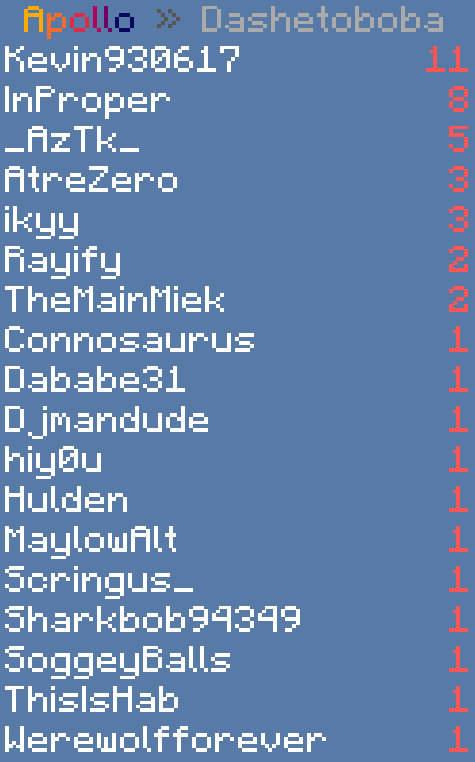 Apollo » Dashetoboba
Kevin930617 11
InProper 8
_AzTk_ 5
AtreZero 3
ikyy 3
Rayify 2
TheMainMiek 2
Connosaurus 1
Dababe31 1
Djmandude 1
hiy0u 1
Hulden 1
MaylowAlt 1
Scringus_ 1
Sharkbob94349 1
SoggeyBalls 1
ThisIsHab 1
Werewolfforever 1